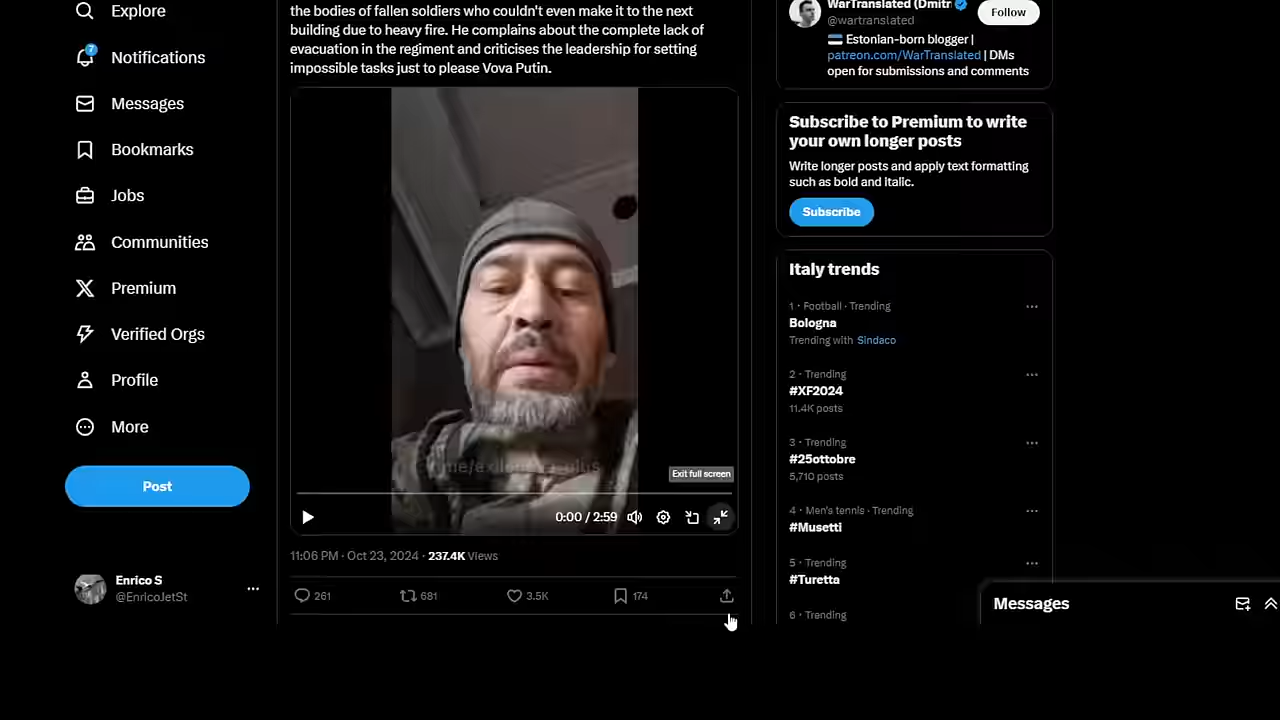 Explore
7
Notifications
Messages
Bookmarks
Jobs
Communities
Premium
Verified Orgs
Profile
More
Post
Enrico S
@EnricoJetSt
the bodies of fallen soldiers who couldn't even make it to the next
building due to heavy fire. He complains about the complete lack of
evacuation in the regiment and criticises the leadership for setting
impossible tasks just to please Vova Putin.
Exit full screen
0:00 / 2:59
11:06 PM · Oct 23, 2024 · 237.4K Views
261 681 3.5K 174
WarTranslated (Dmitr
@wartranslated
Follow
Estonian-born blogger |
patreon.com/WarTranslated | DMs
open for submissions and comments
Subscribe to Premium to write
your own longer posts
Write longer posts and apply text formatting
such as bold and italic.
Subscribe
Italy trends
1 · Football · Trending
Bologna
Trending with Sindaco
2 · Trending
#XF2024
11.4K posts
3 · Trending
#25ottobre
5,710 posts
4 · Men's tennis · Trending
#Musetti
5 · Trending
#Turetta
6 · Trending
Messages